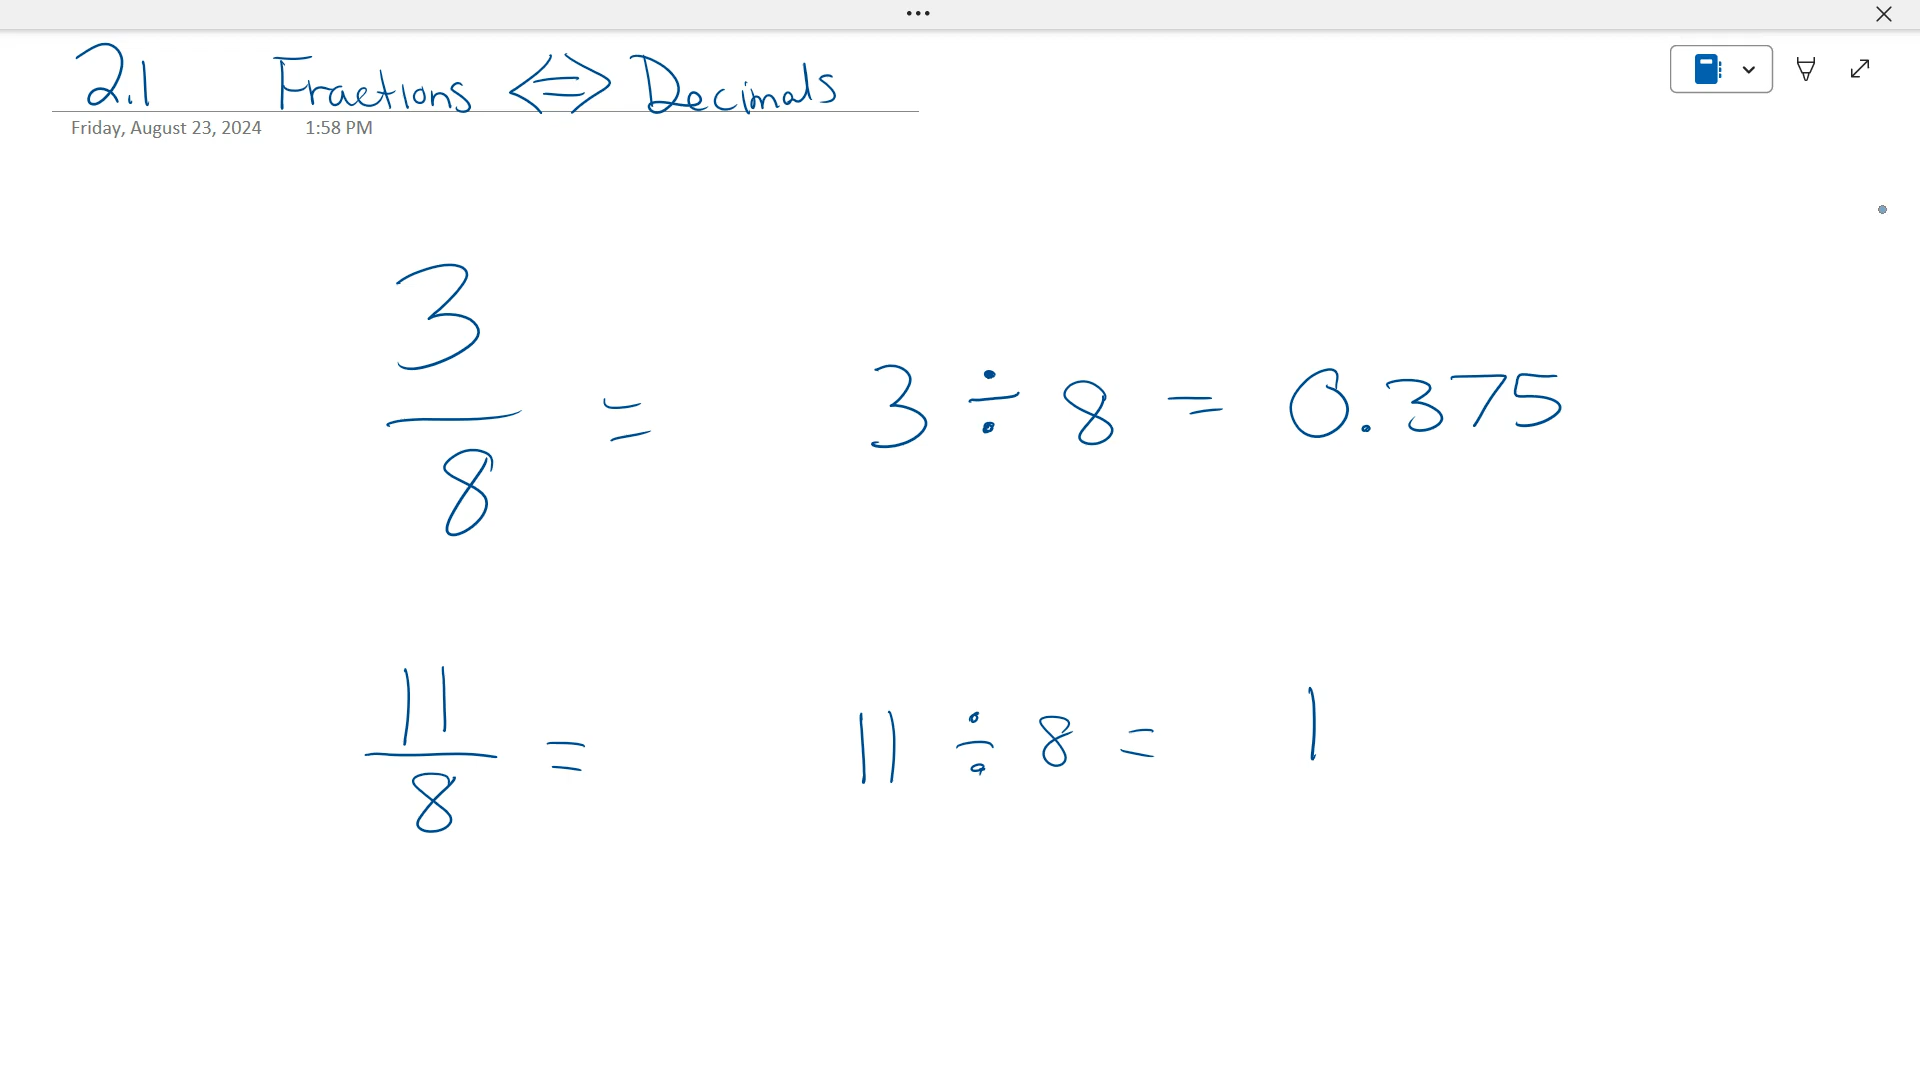 2.1 Fractions <=> Decimals
Friday, August 23, 2024 1:58 PM
3/8 = 3 ÷ 8 = 0.375
11/8 = 11 ÷ 8 = 1